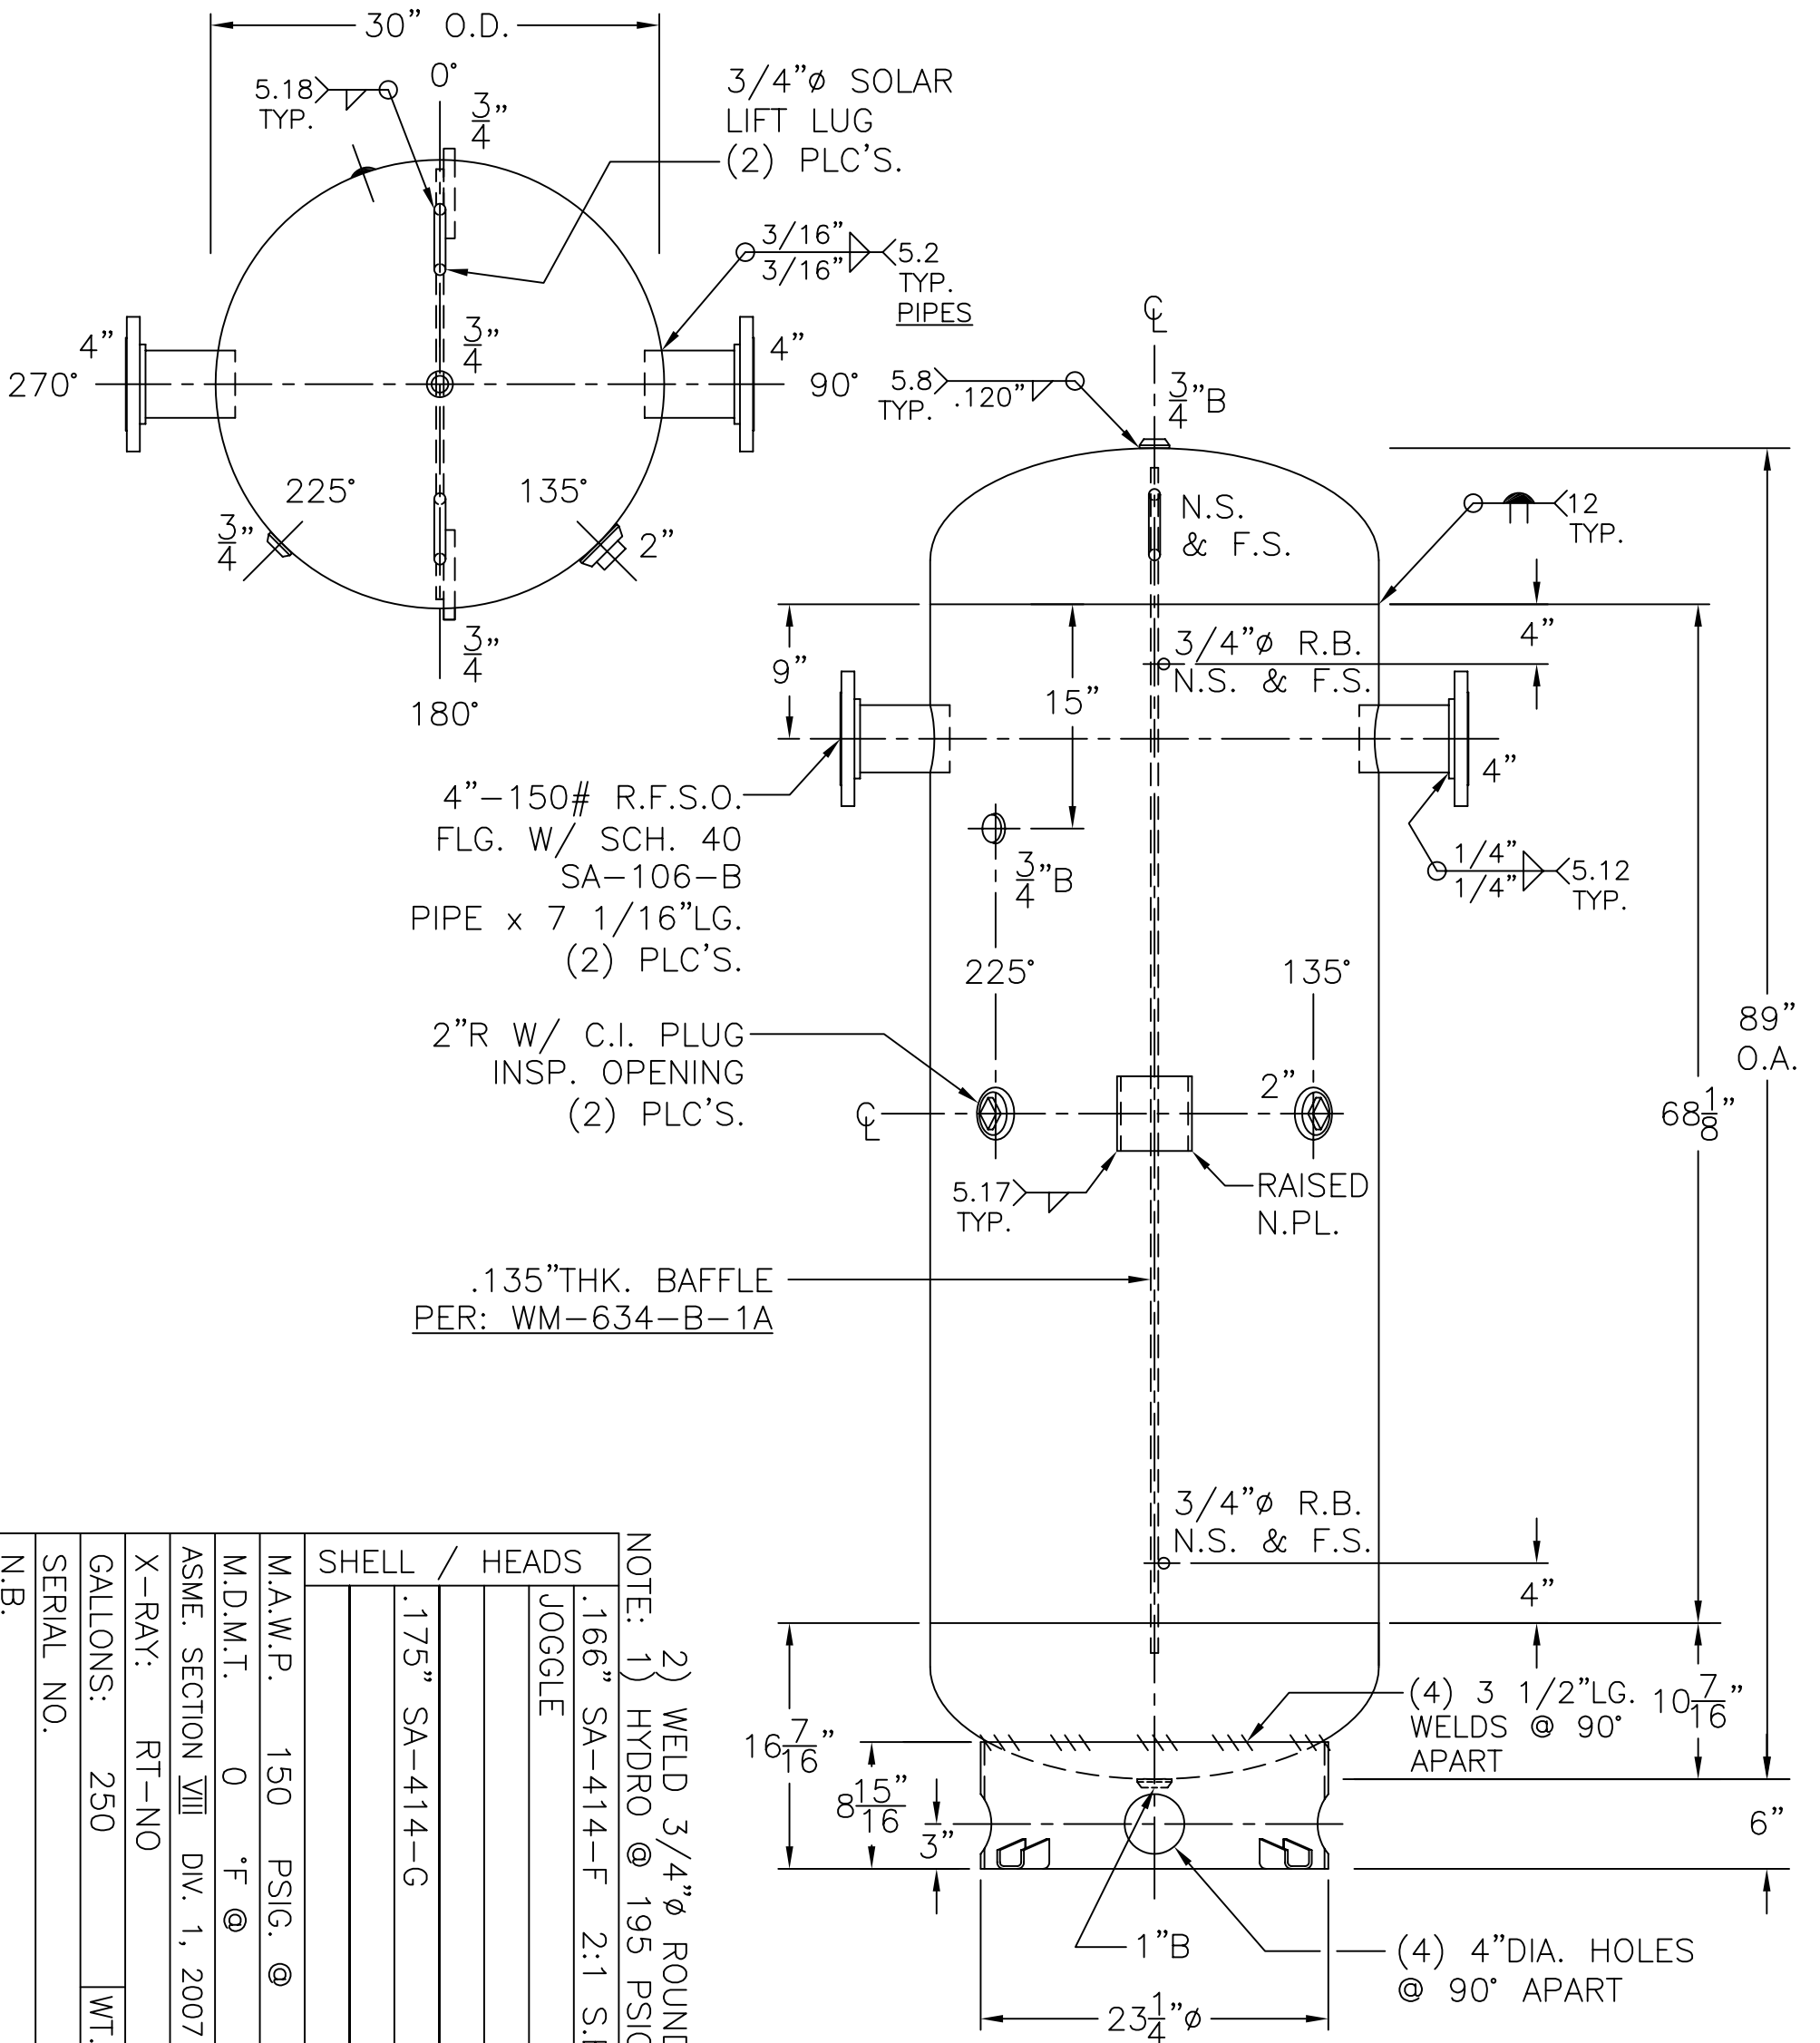 30” O.D.
0°
5.18
TYP.
3/4”
3/4”ø SOLAR
LIFT LUG
(2) PLC'S.
3/16”
3/16”
5.2
TYP.
PIPES
4”
270°
3/4”
4”
90°
225°
135°
3/4”
2”
3/4”
180°
℄
5.8
TYP.
.120”
3/4”B
N.S.
& F.S.
12
TYP.
9”
15”
3/4”ø R.B.
N.S. & F.S.
4”
4”-150# R.F.S.O.
FLG. W/ SCH. 40
SA-106-B
PIPE x 7 1/16”LG.
(2) PLC'S.
4”
3/4”B
1/4”
1/4”
5.12
TYP.
225°
135°
89”
O.A.
2”R W/ C.I. PLUG
INSP. OPENING
(2) PLC'S.
℄
2”
68 1/8”
5.17
TYP.
RAISED
N.PL.
.135”THK. BAFFLE
PER: WM-634-B-1A
3/4”ø R.B.
N.S. & F.S.
4”
16 7/16”
8 15/16”
3”
(4) 3 1/2”LG.
WELDS @ 90°
APART
10 7/16”
6”
1”B
(4) 4”DIA. HOLES
@ 90° APART
23 1/4”ø
2) WELD 3/4”ø ROUND
NOTE: 1) HYDRO @ 195 PSIG
SHELL / HEADS
.166” SA-414-F 2:1 S.
JOGGLE
.175” SA-414-G
M.A.W.P. 150 PSIG. @
M.D.M.T. 0 °F @
ASME. SECTION VIII DIV. 1, 2007
X-RAY: RT-NO
GALLONS: 250 WT.
SERIAL NO.
N.B.